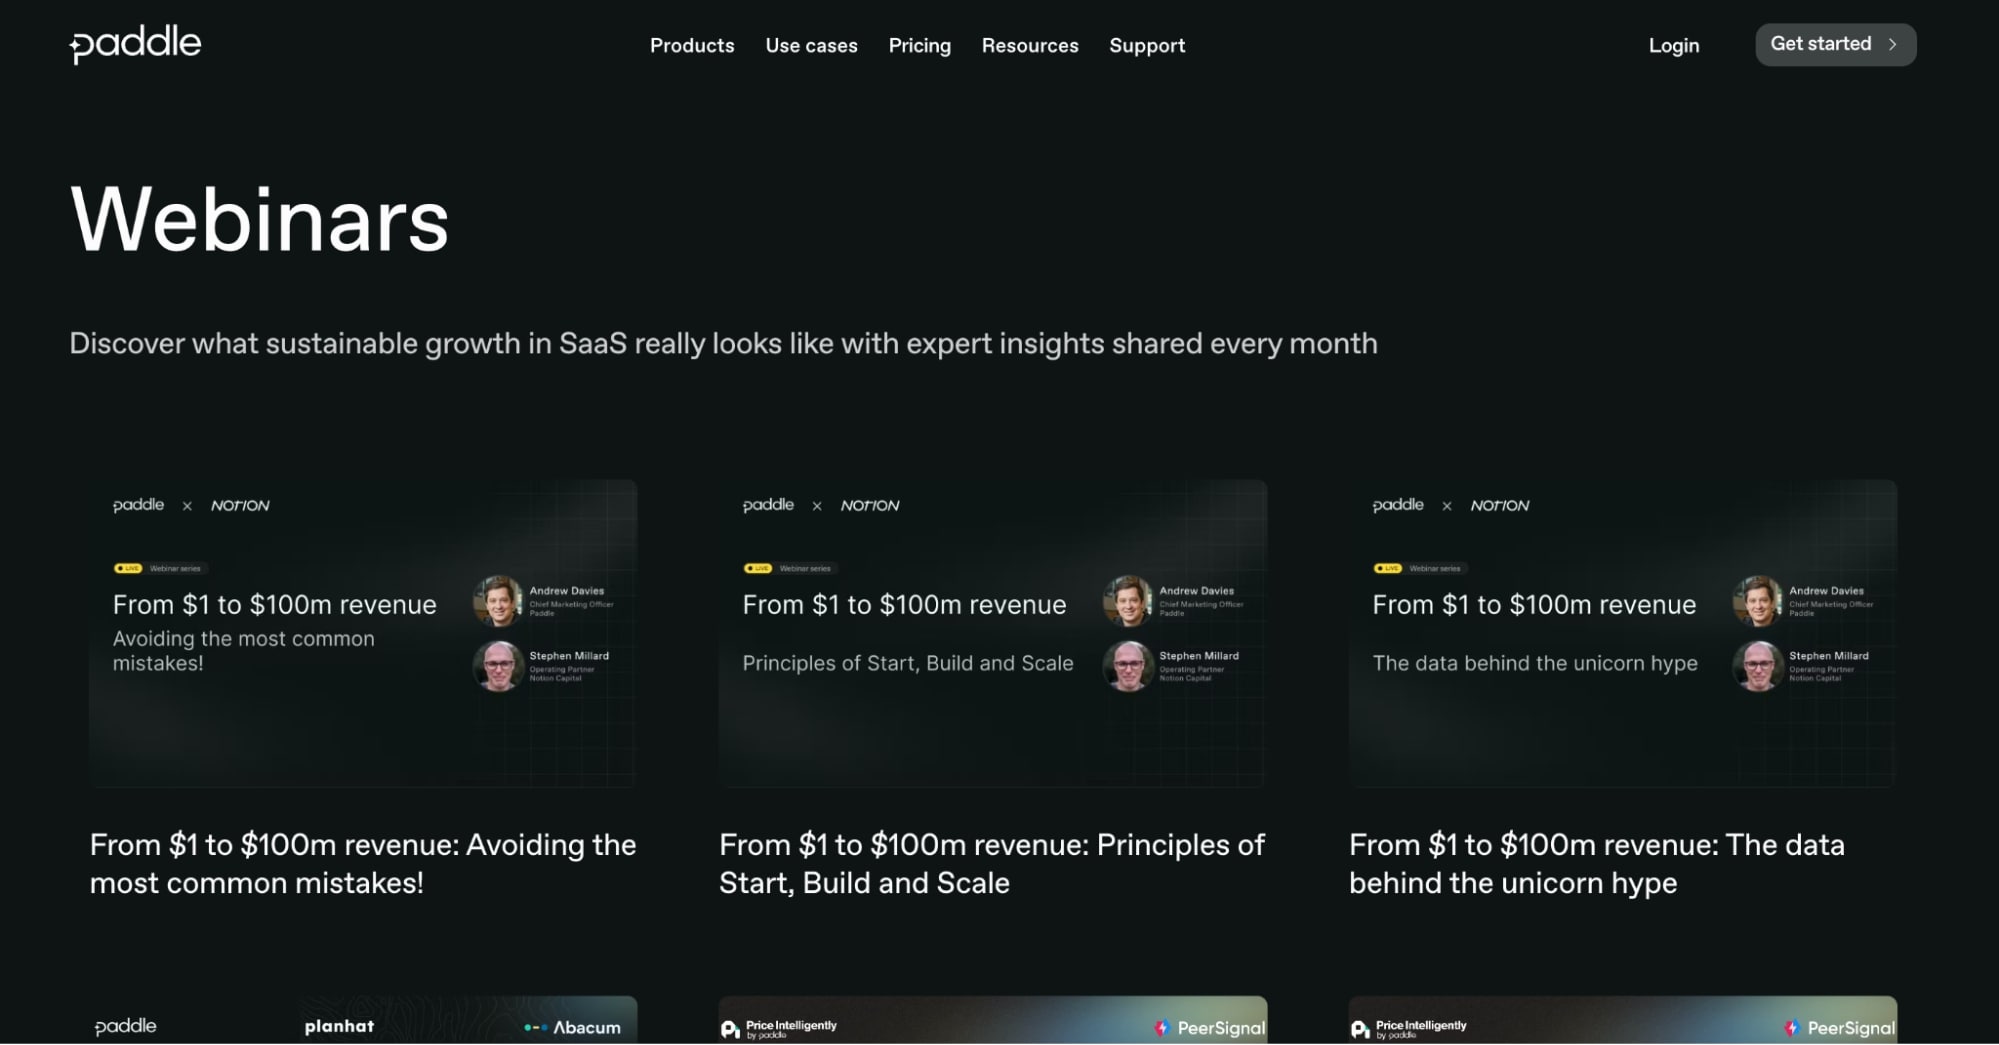 paddle
Products Use cases Pricing Resources Support
Login
Get started
Webinars
Discover what sustainable growth in SaaS really looks like with expert insights shared every month
paddle × NOTION
LIVE Webinar series
From $1 to $100m revenue
Avoiding the most common
mistakes!
Andrew Davies
Chief Marketing Officer
Paddle
Stephen Millard
Operating Partner
Notion Capital
From $1 to $100m revenue: Avoiding the
most common mistakes!
paddle × NOTION
LIVE Webinar series
From $1 to $100m revenue
Principles of Start, Build and Scale
Andrew Davies
Chief Marketing Officer
Paddle
Stephen Millard
Operating Partner
Notion Capital
From $1 to $100m revenue: Principles of
Start, Build and Scale
paddle × NOTION
LIVE Webinar series
From $1 to $100m revenue
The data behind the unicorn hype
Andrew Davies
Chief Marketing Officer
Paddle
Stephen Millard
Operating Partner
Notion Capital
From $1 to $100m revenue: The data
behind the unicorn hype
paddle planhat Abacum
Price Intelligently
by paddle
PeerSignal
Price Intelligently
by paddle
PeerSignal